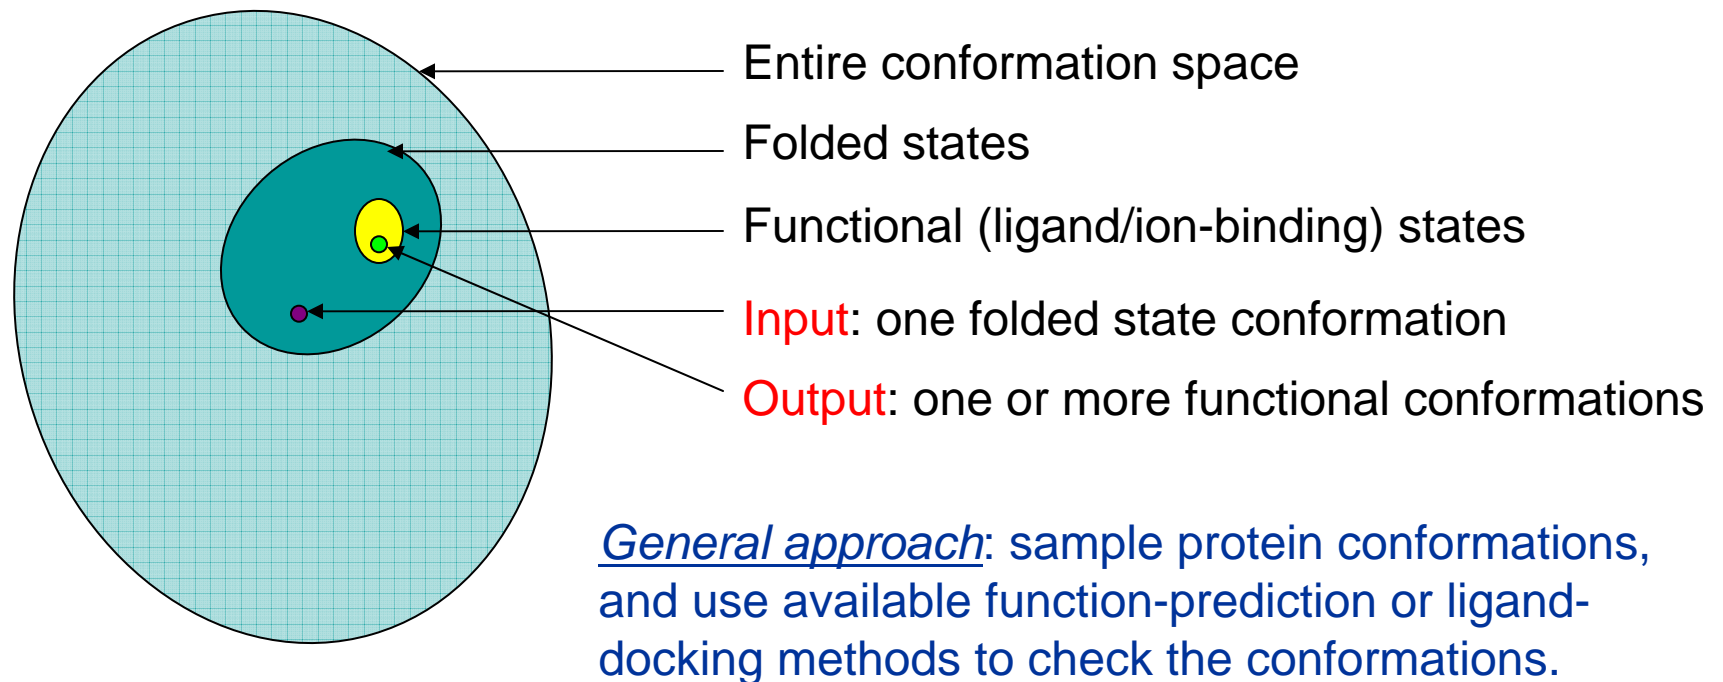 Entire conformation space
Folded states
Functional (ligand/ion-binding) states
Input: one folded state conformation
Output: one or more functional conformations
General approach: sample protein conformations,
and use available function-prediction or ligand-
docking methods to check the conformations.